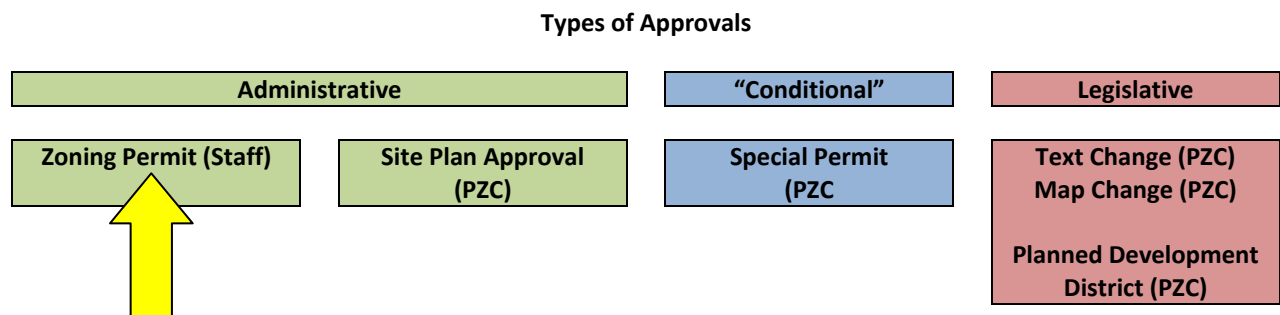 Types of Approvals
Administrative
“Conditional”
Legislative
Zoning Permit (Staff)
Site Plan Approval
(PZC)
Special Permit
(PZC
Text Change (PZC)
Map Change (PZC)
Planned Development
District (PZC)